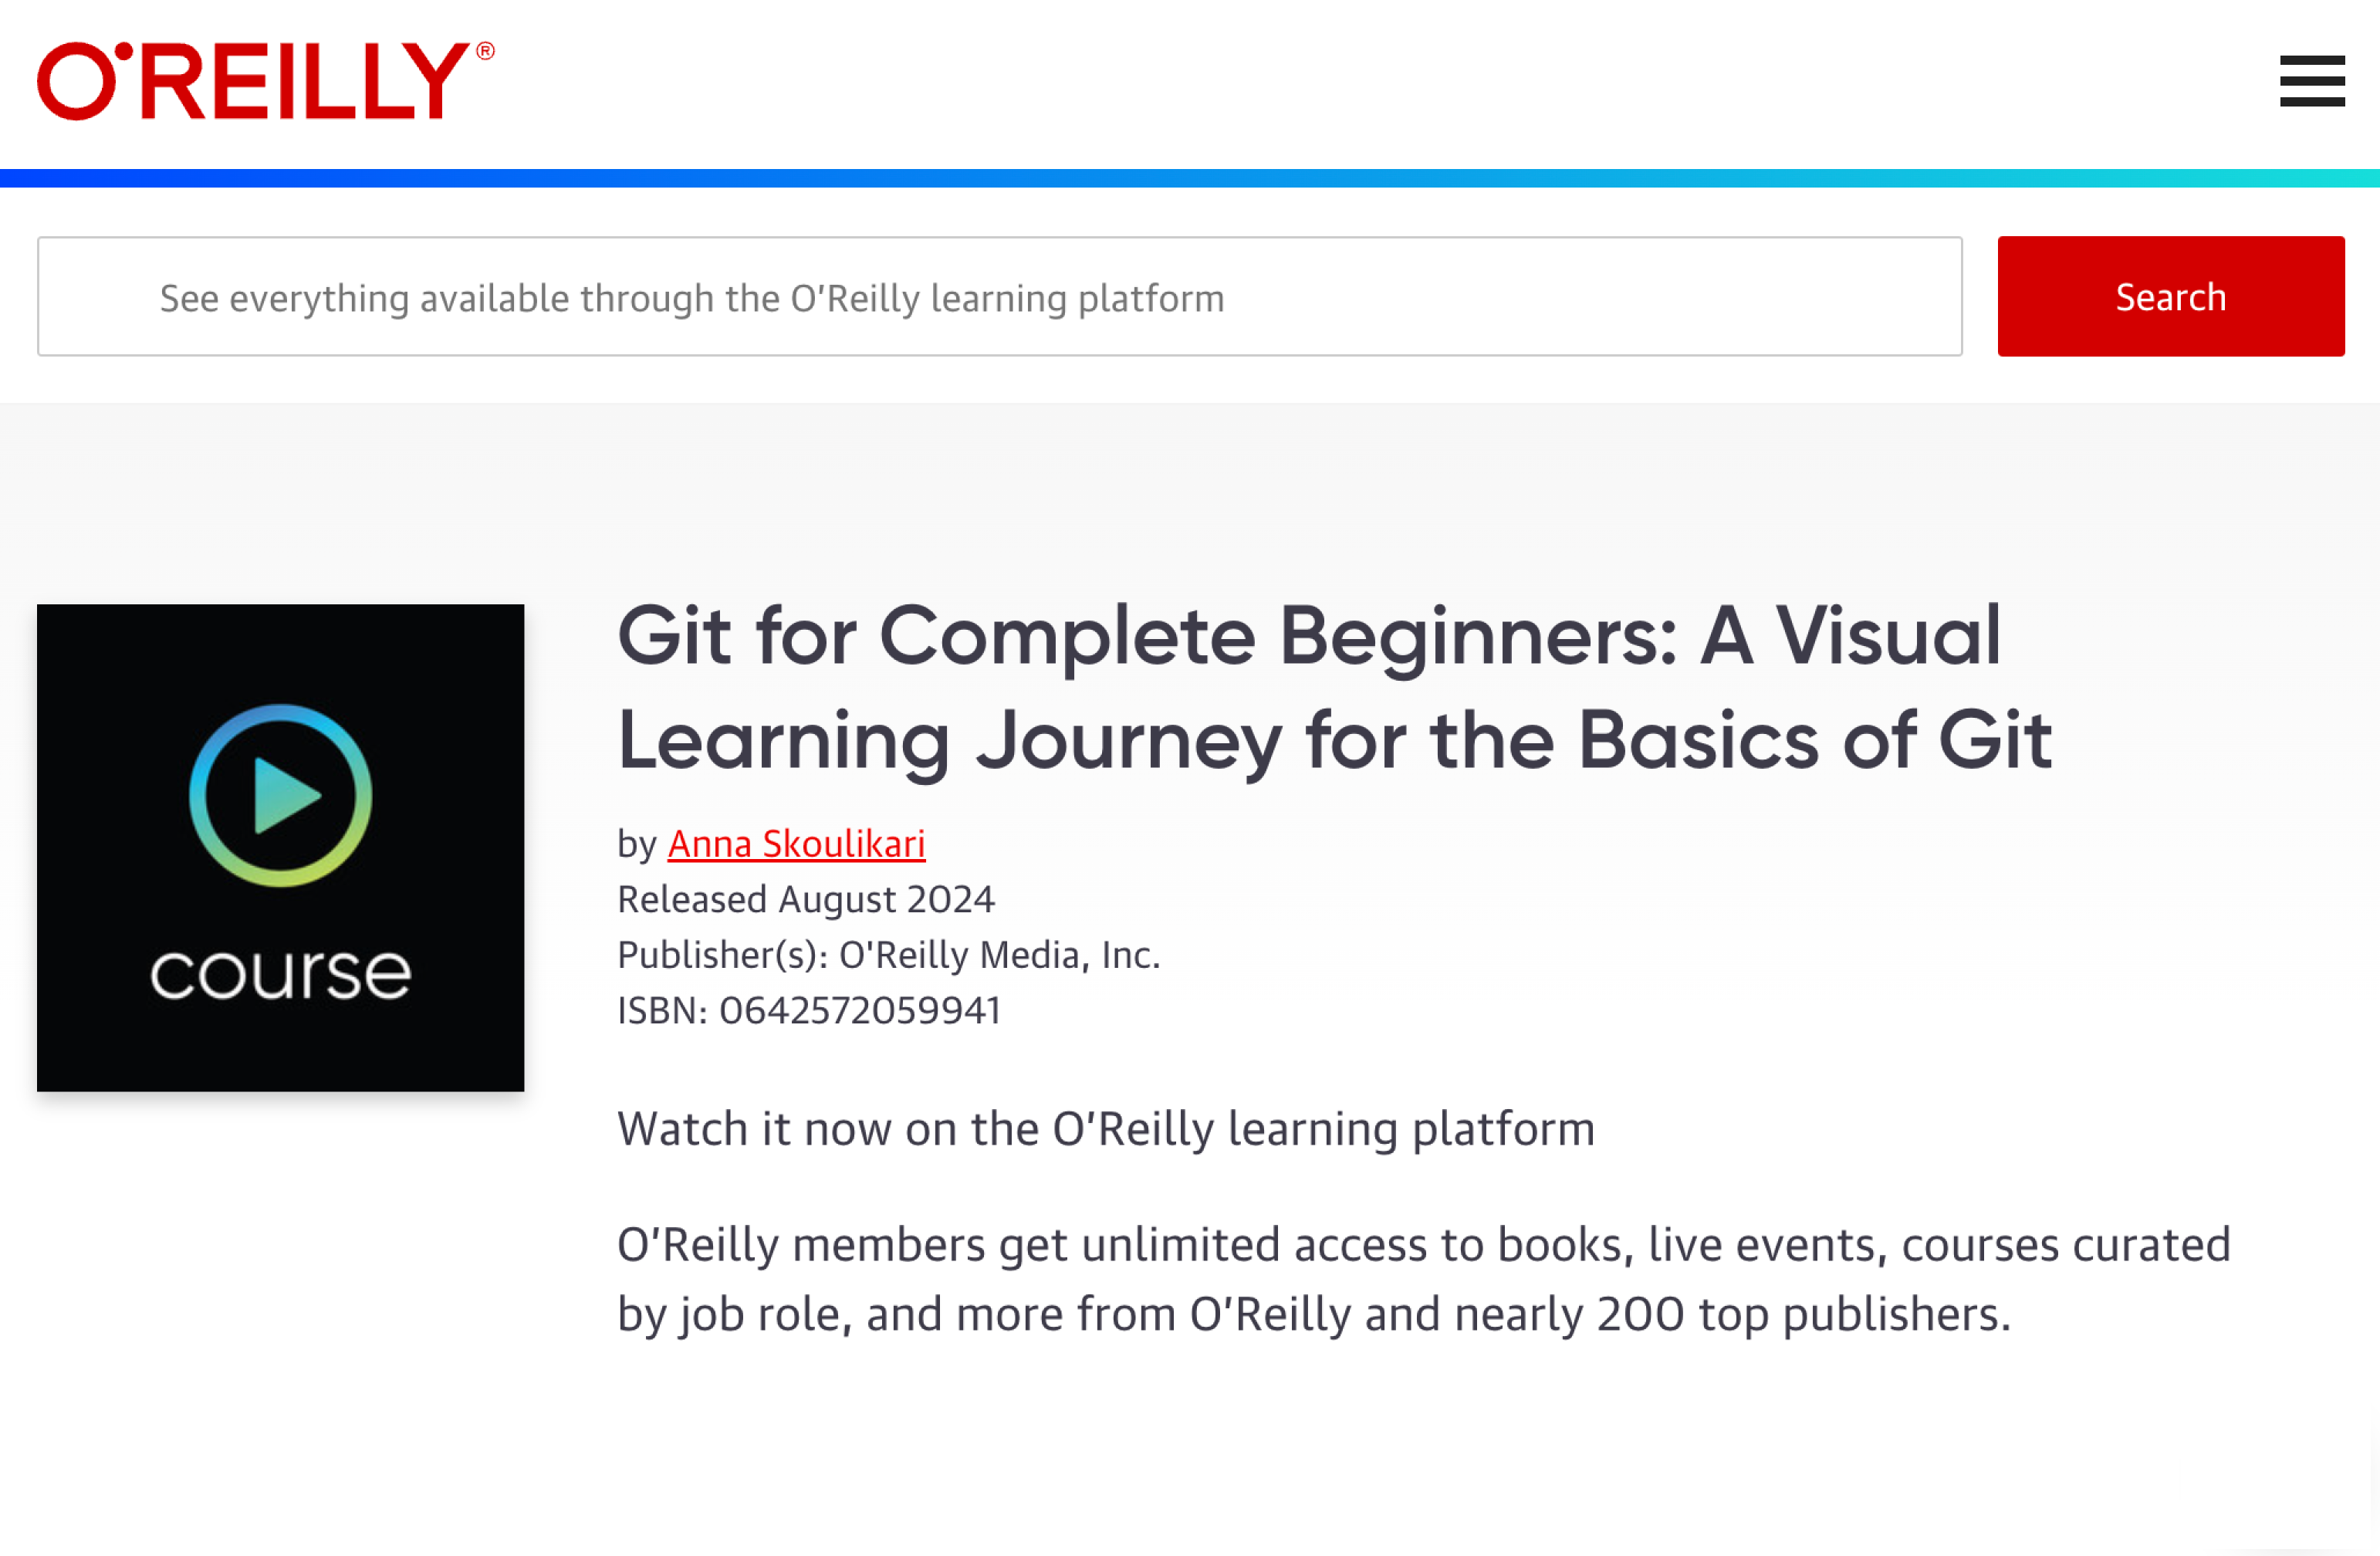 O'REILLY®
See everything available through the O'Reilly learning platform
Search
Git for Complete Beginners: A Visual
Learning Journey for the Basics of Git
by Anna Skoulikari
Released August 2024
Publisher(s): O'Reilly Media, Inc.
ISBN: 0642572059941
course
Watch it now on the O’Reilly learning platform
O’Reilly members get unlimited access to books, live events, courses curated
by job role, and more from O’Reilly and nearly 200 top publishers.